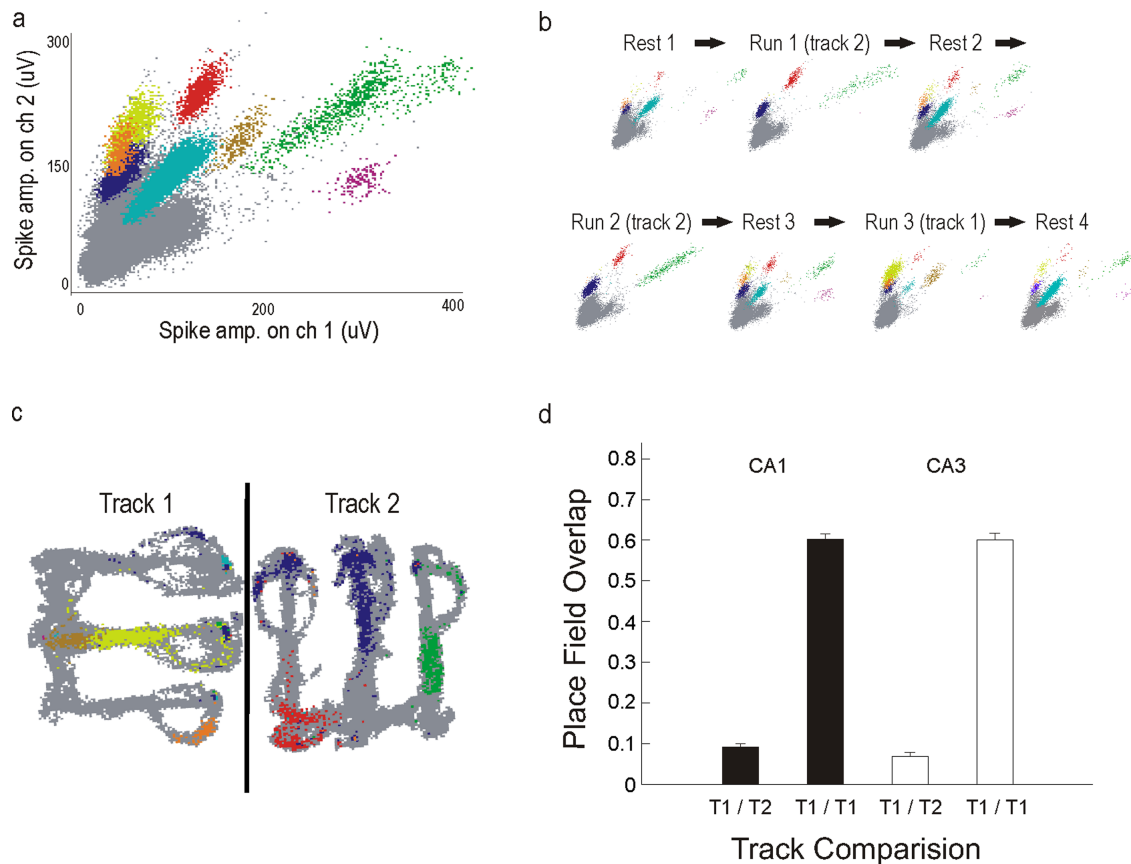 a
300
150
0
Spike amp. on ch 2 (uV)
0
200
400
Spike amp. on ch 1 (uV)
b
Rest 1
Run 1 (track 2)
Rest 2
Run 2 (track 2)
Rest 3
Run 3 (track 1)
Rest 4
c
Track 1
Track 2
d
CA1
CA3
0.8
0.7
0.6
0.5
0.4
0.3
0.2
0.1
0
Place Field Overlap
T1 / T2
T1 / T1
T1 / T2
T1 / T1
Track Comparision